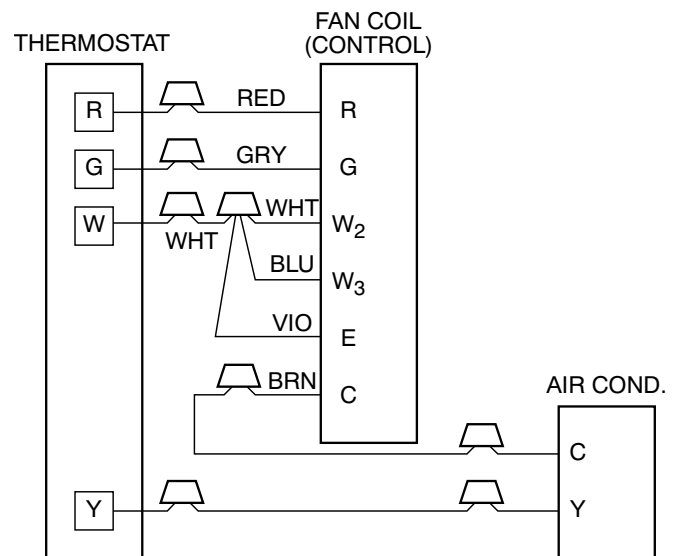 FAN COIL
(CONTROL)
THERMOSTAT
R RED R
G GRY G
W WHT WHT W2
BLU W3
VIO E
BRN C
AIR COND.
C
Y Y